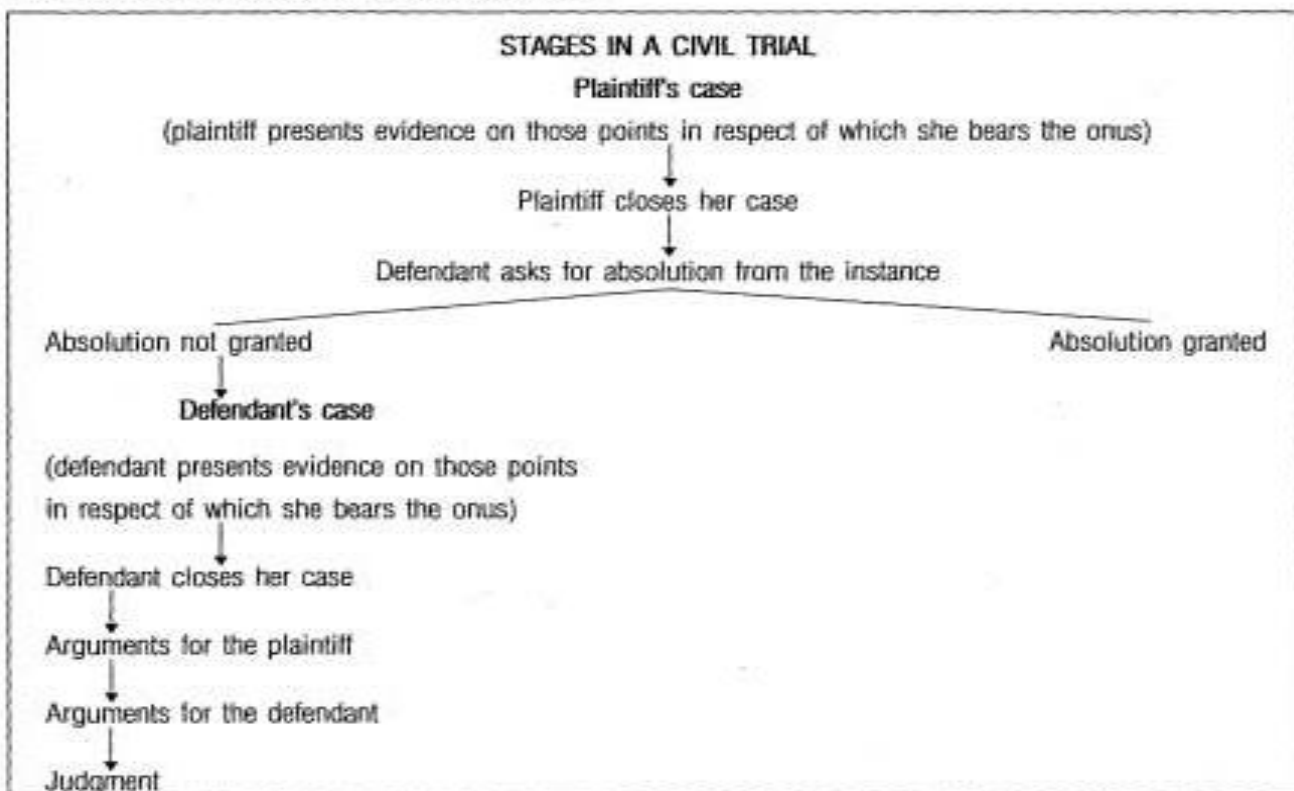 STAGES IN A CIVIL TRIAL
Plaintiff's case
(plaintiff presents evidence on those points in respect of which she bears the onus)
Plaintiff closes her case
Defendant asks for absolution from the instance
Absolution not granted
Absolution granted
Defendant's case
(defendant presents evidence on those points
in respect of which she bears the onus)
Defendant closes her case
Arguments for the plaintiff
Arguments for the defendant
Judgment